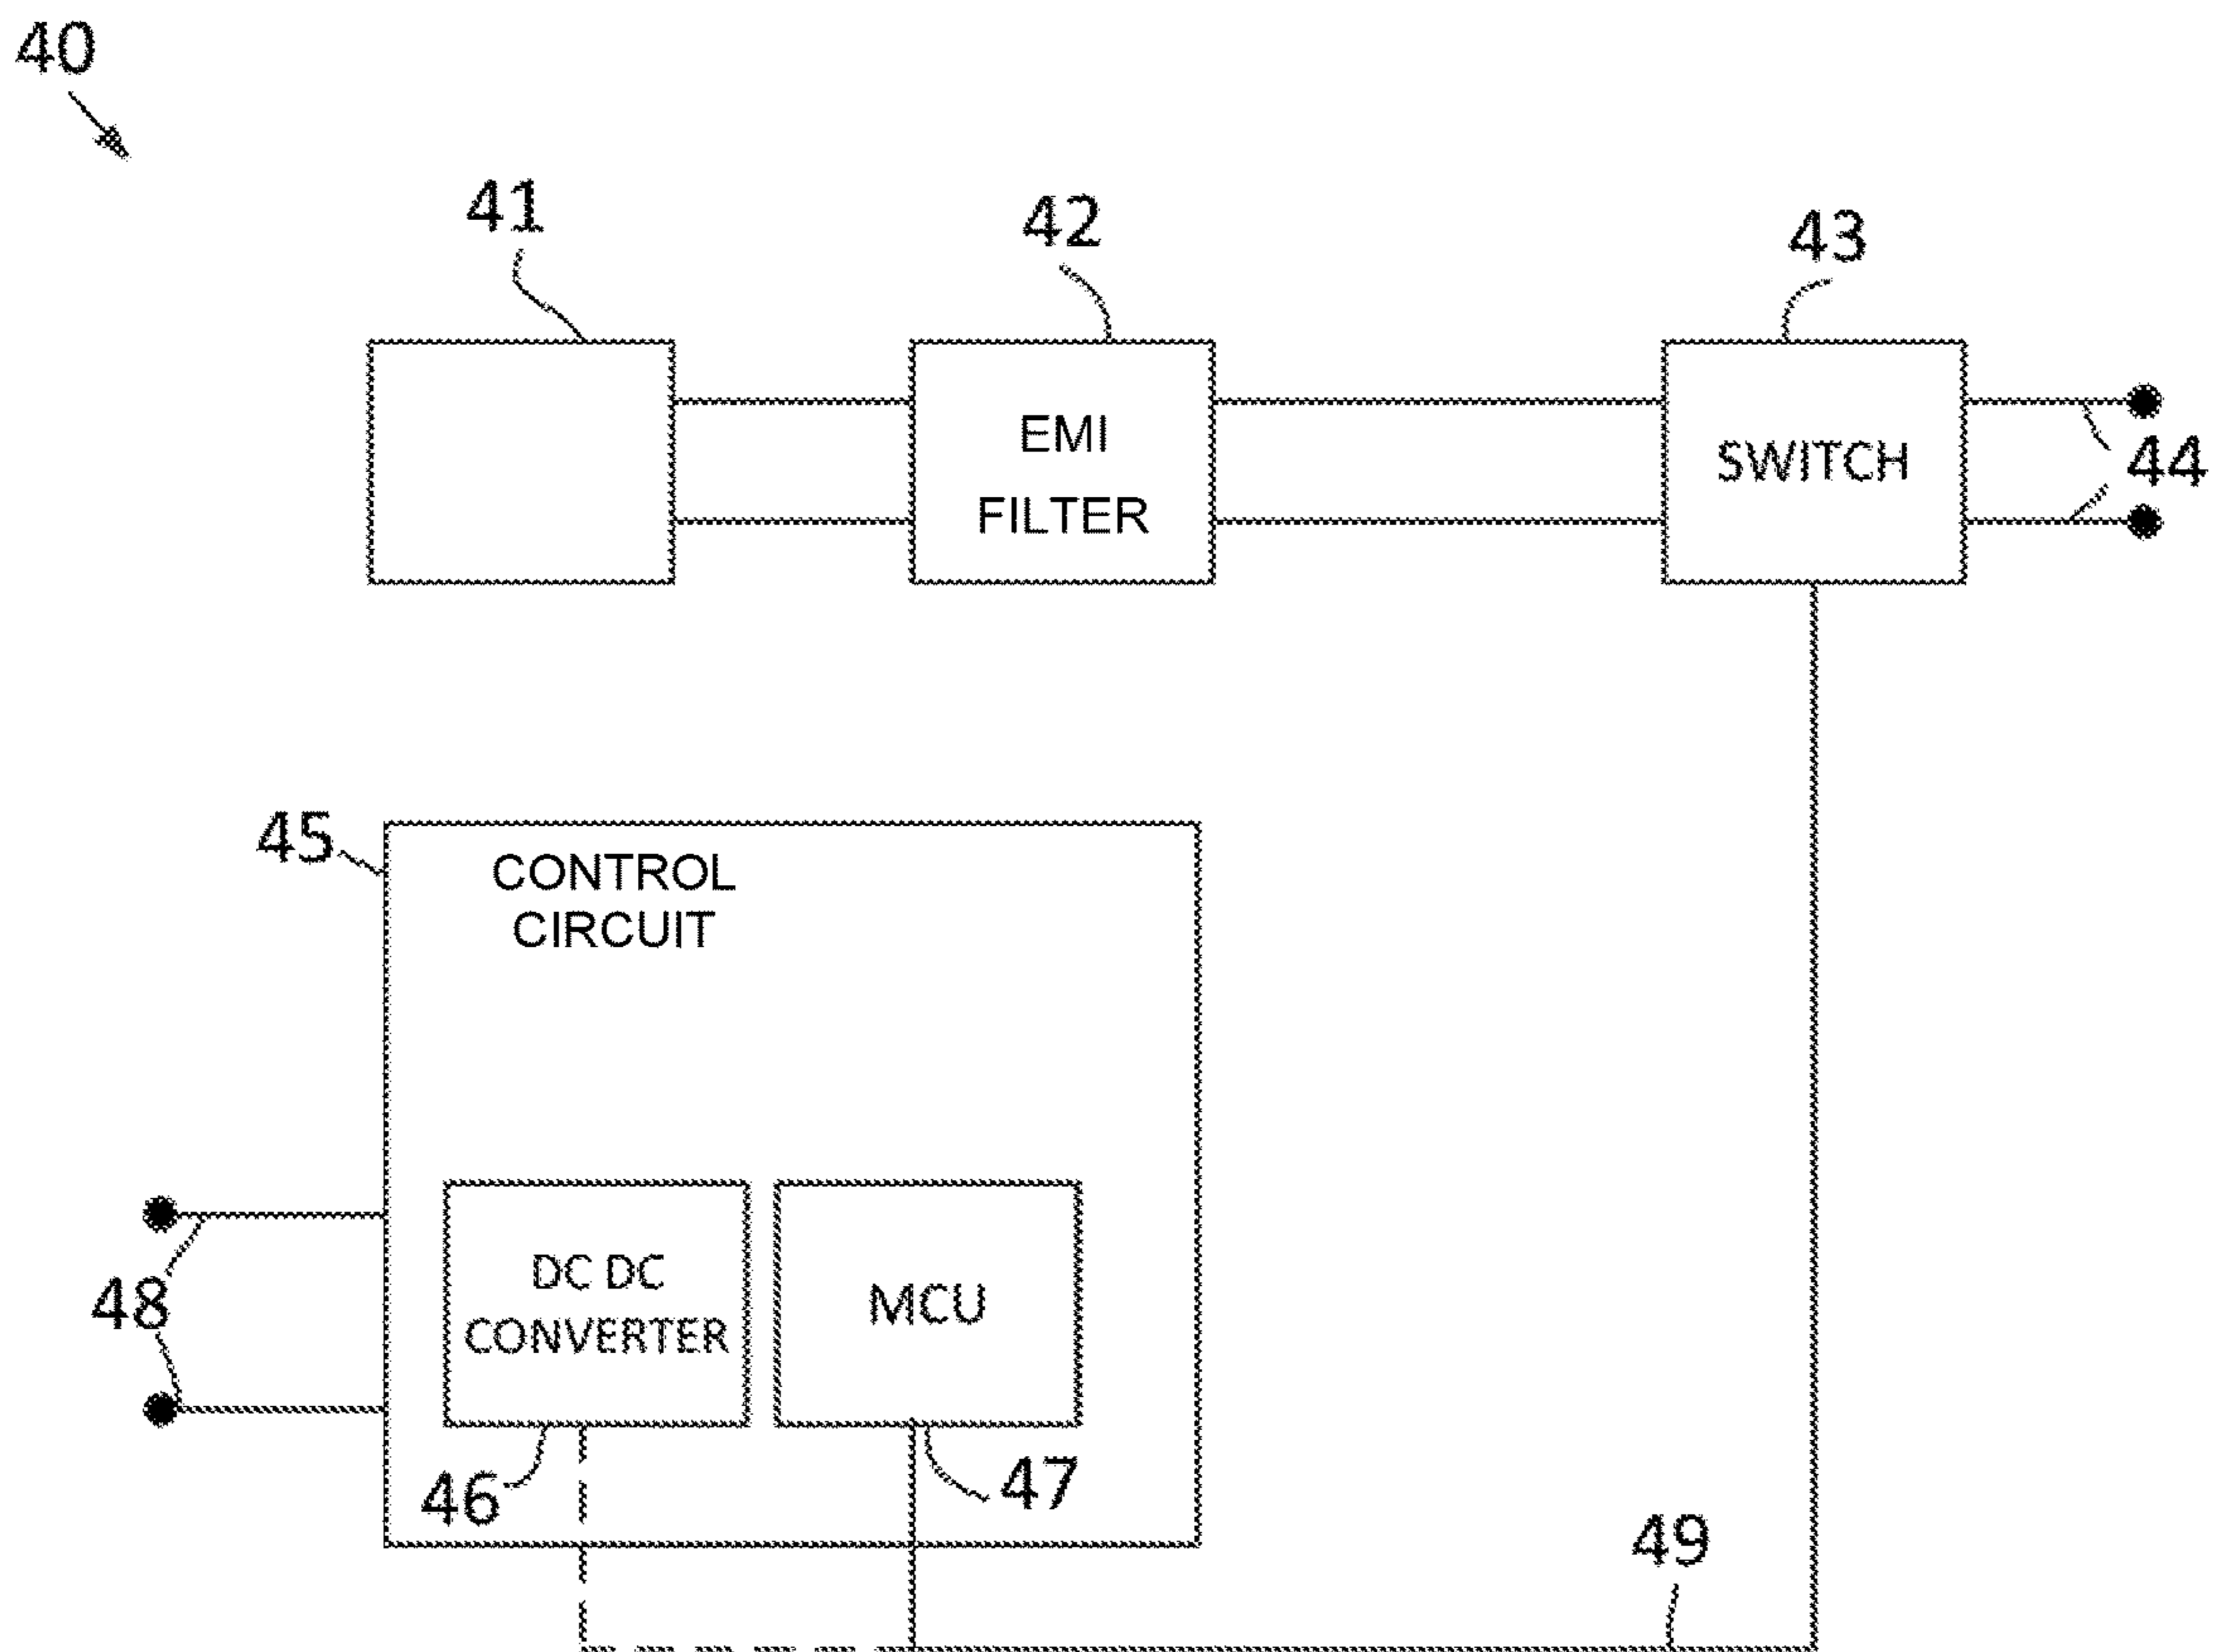 40
41
42
43
EMI
FILTER
SWITCH
44
45
CONTROL
CIRCUIT
DC DC
CONVERTER
MCU
48
46
47
49